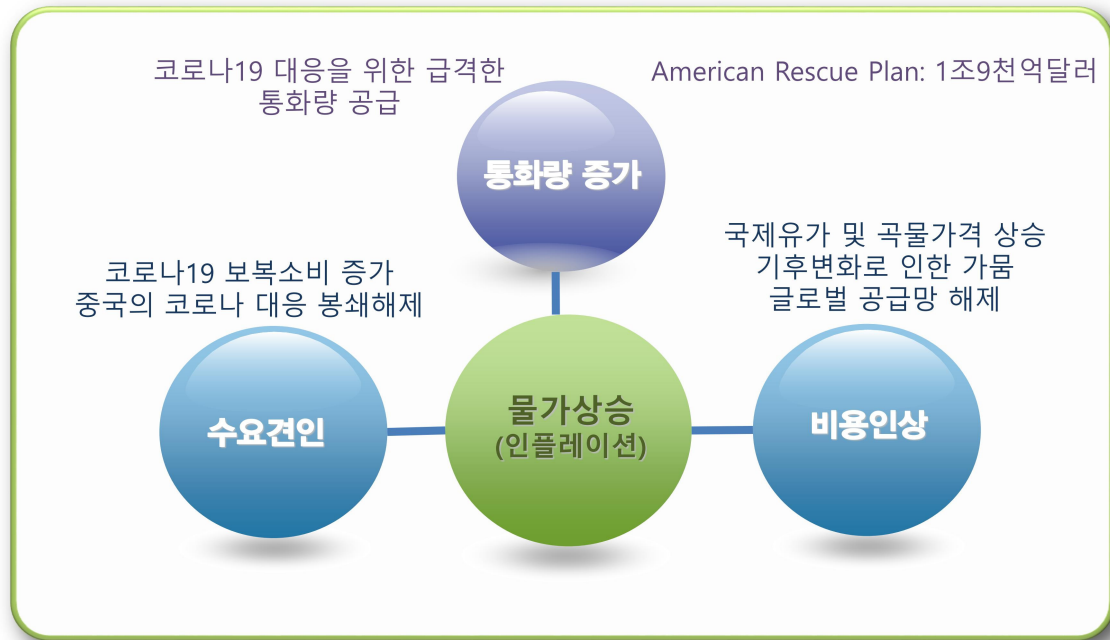 코로나19 대응을 위한 급격한
통화량 공급
American Rescue Plan: 1조9천억달러
통화량 증가
코로나19 보복소비 증가
중국의 코로나 대응 봉쇄해제
국제유가 및 곡물가격 상승
기후변화로 인한 가뭄
글로벌 공급망 해제
수요견인
물가상승
(인플레이션)
비용인상